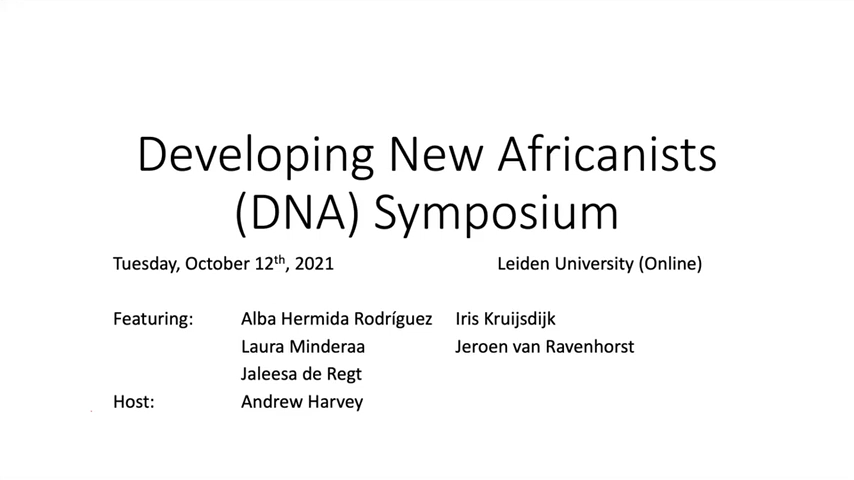 Developing New Africanists
(DNA) Symposium
Tuesday, October 12th, 2021 Leiden University (Online)
Featuring: Alba Hermida Rodríguez Iris Kruijsdijk
Laura Minderaa Jeroen van Ravenhorst
Jaleesa de Regt
Host: Andrew Harvey